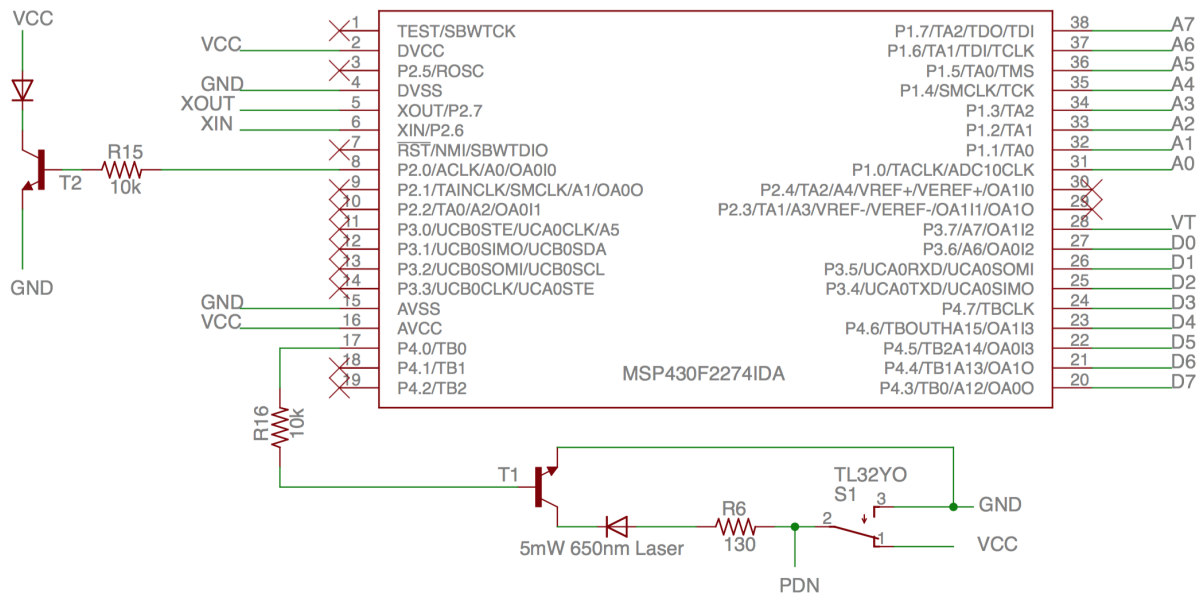 VCC
T2
GND
R15
10k
VCC
GND
XOUT
XIN
GND
VCC
1 TEST/SBWTCK
2 DVCC
3 P2.5/ROSC
4 DVSS
5 XOUT/P2.7
6 XIN/P2.6
7 RST/NMI/SBWTDIO
8 P2.0/ACLK/A0/OA0I0
9 P2.1/TAINCLK/SMCLK/A1/OA0O
10 P2.2/TA0/A2/OA0I1
11 P3.0/UCB0STE/UCA0CLK/A5
12 P3.1/UCB0SIMO/UCB0SDA
13 P3.2/UCB0SOMI/UCB0SCL
14 P3.3/UCB0CLK/UCA0STE
15 AVSS
16 AVCC
17 P4.0/TB0
18 P4.1/TB1
19 P4.2/TB2
MSP430F2274IDA
P1.7/TA2/TDO/TDI 38 A7
P1.6/TA1/TDI/TCLK 37 A6
P1.5/TA0/TMS 36 A5
P1.4/SMCLK/TCK 35 A4
P1.3/TA2 34 A3
P1.2/TA1 33 A2
P1.1/TA0 32 A1
P1.0/TACLK/ADC10CLK 31 A0
P2.4/TA2/A4/VREF+/VEREF+/OA1I0 30
P2.3/TA1/A3/VREF-/VEREF-/OA1I1/OA1O 29
P3.7/A7/OA1I2 28 VT
P3.6/A6/OA0I2 27 D0
P3.5/UCA0RXD/UCA0SOMI 26 D1
P3.4/UCA0TXD/UCA0SIMO 25 D2
P4.7/TBCLK 24 D3
P4.6/TBOUTHA15/OA1I3 23 D4
P4.5/TB2A14/OA0I3 22 D5
P4.4/TB1A13/OA1O 21 D6
P4.3/TB0/A12/OA0O 20 D7
R16
10k
T1
5mW 650nm Laser
R6
130
PDN
TL32YO
S1
2
3
1
GND
VCC